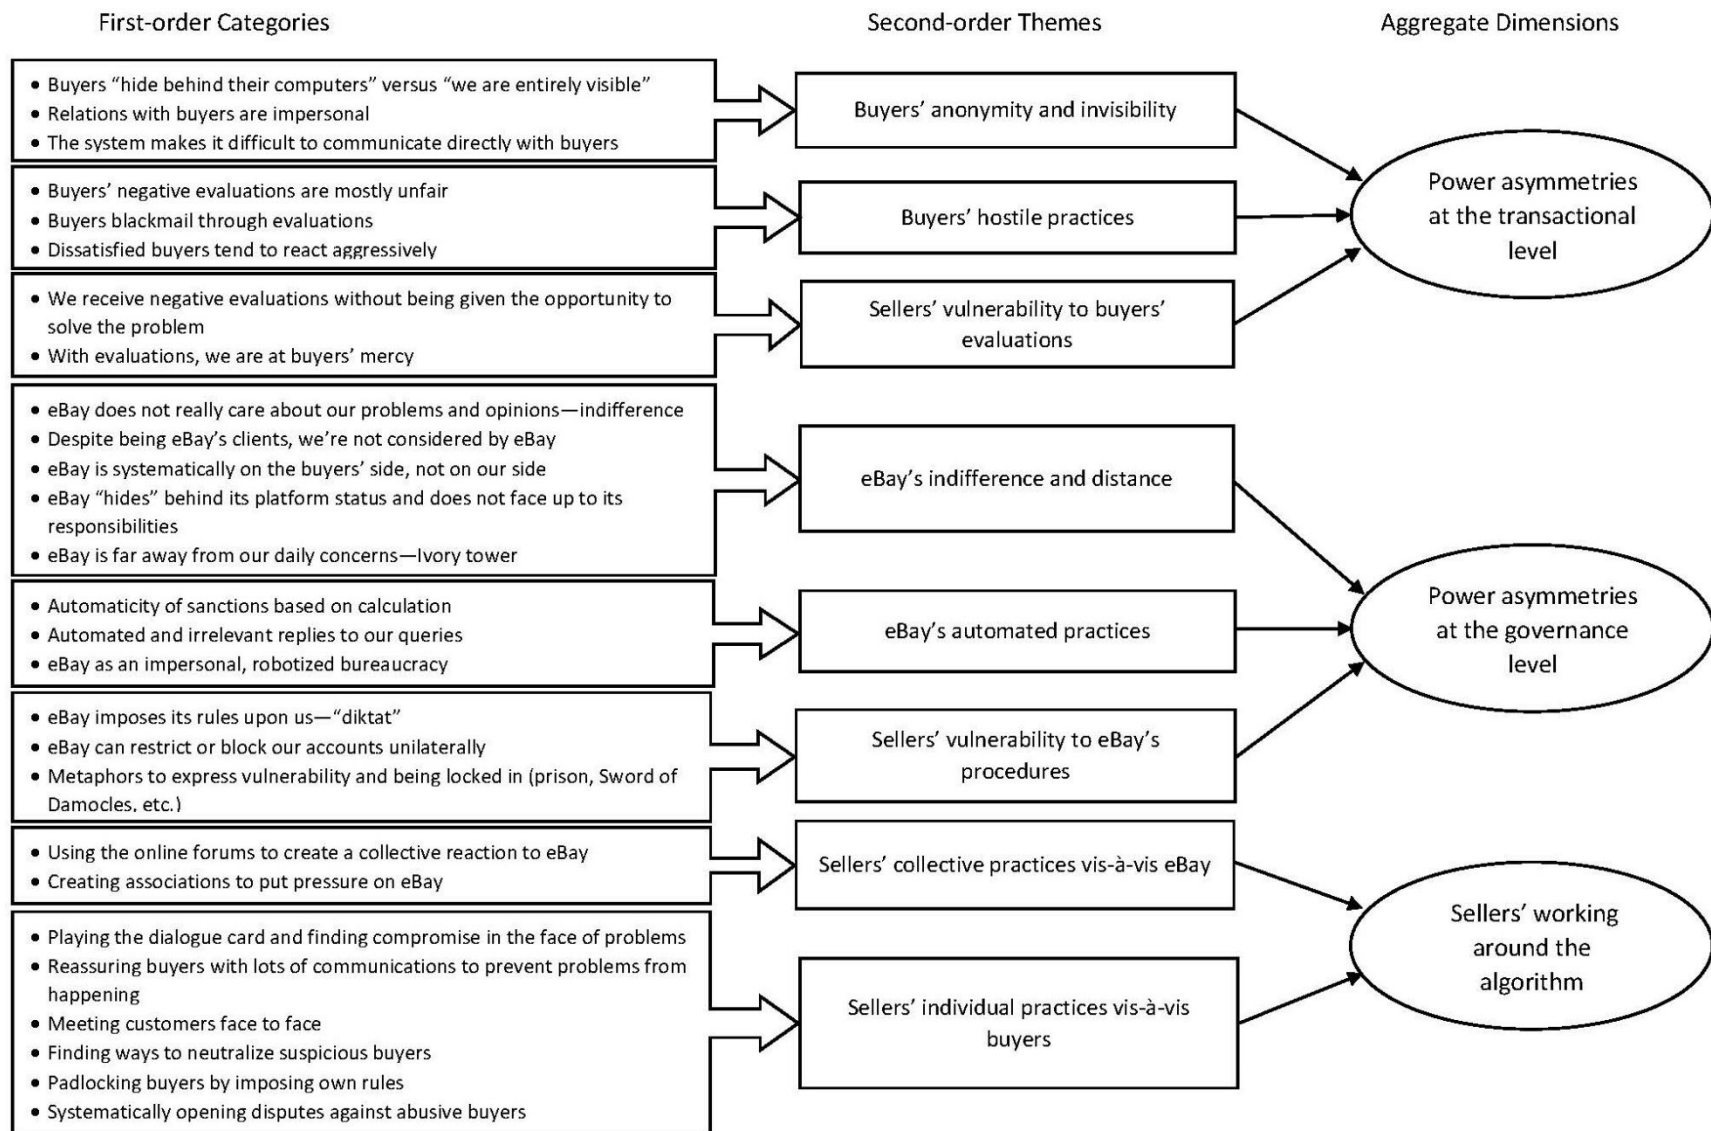 First-order Categories
Second-order Themes
Aggregate Dimensions
• Buyers “hide behind their computers” versus “we are entirely visible”
• Relations with buyers are impersonal
• The system makes it difficult to communicate directly with buyers
Buyers’ anonymity and invisibility
• Buyers’ negative evaluations are mostly unfair
• Buyers blackmail through evaluations
• Dissatisfied buyers tend to react aggressively
Buyers’ hostile practices
• We receive negative evaluations without being given the opportunity to
solve the problem
• With evaluations, we are at buyers’ mercy
Sellers’ vulnerability to buyers’
evaluations
Power asymmetries
at the transactional
level
• eBay does not really care about our problems and opinions—indifference
• Despite being eBay’s clients, we’re not considered by eBay
• eBay is systematically on the buyers’ side, not on our side
• eBay “hides” behind its platform status and does not face up to its
responsibilities
• eBay is far away from our daily concerns—Ivory tower
eBay’s indifference and distance
• Automaticity of sanctions based on calculation
• Automated and irrelevant replies to our queries
• eBay as an impersonal, robotized bureaucracy
eBay’s automated practices
• eBay imposes its rules upon us—“diktat”
• eBay can restrict or block our accounts unilaterally
• Metaphors to express vulnerability and being locked in (prison, Sword of
Damocles, etc.)
Sellers’ vulnerability to eBay’s
procedures
Power asymmetries
at the governance
level
• Using the online forums to create a collective reaction to eBay
• Creating associations to put pressure on eBay
Sellers’ collective practices vis-à-vis eBay
• Playing the dialogue card and finding compromise in the face of problems
• Reassuring buyers with lots of communications to prevent problems from
happening
• Meeting customers face to face
• Finding ways to neutralize suspicious buyers
• Padlocking buyers by imposing own rules
• Systematically opening disputes against abusive buyers
Sellers’ individual practices vis-à-vis
buyers
Sellers’ working
around the
algorithm